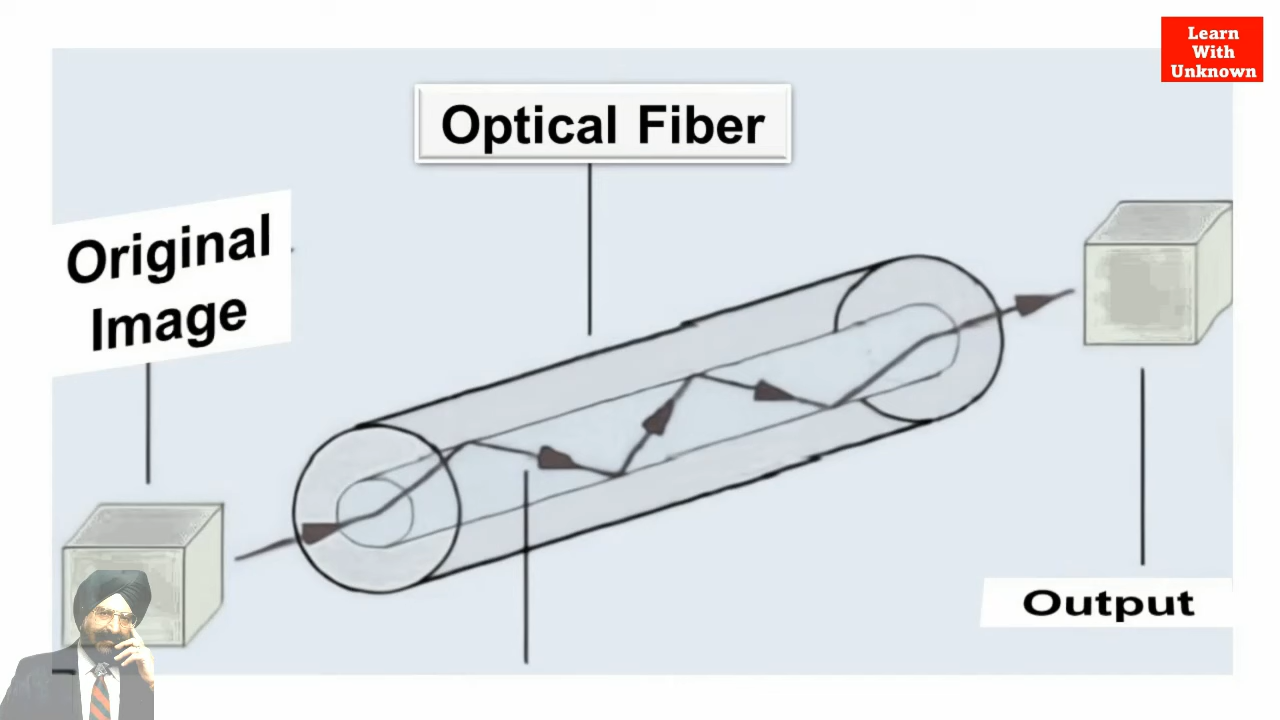 Learn
With
Unknown
Optical Fiber
Original
Image
Output